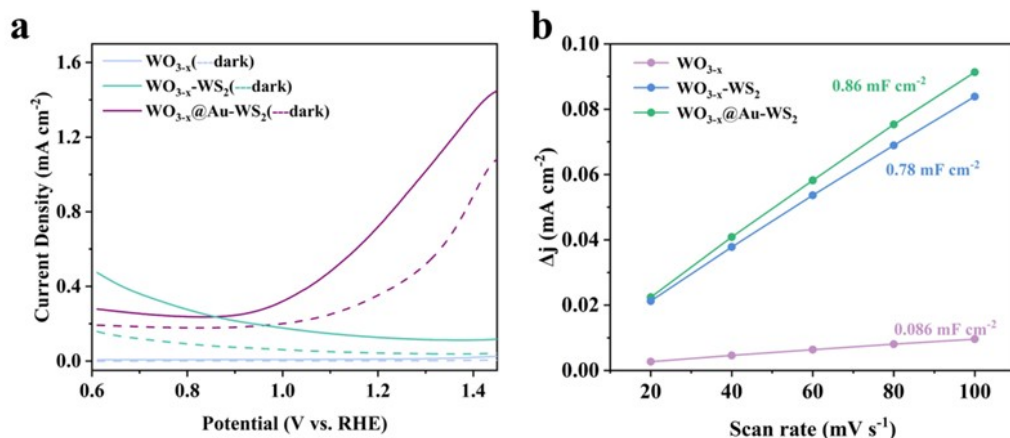 a
WO₃₋ₓ(---dark)
WO₃₋ₓ-WS₂(---dark)
WO₃₋ₓ@Au-WS₂(---dark)
1.6
1.2
0.8
0.4
0.0
0.6
0.8
1.0
1.2
1.4
Current Density (mA cm⁻²)
Potential (V vs. RHE)
b
WO₃₋ₓ
WO₃₋ₓ-WS₂
WO₃₋ₓ@Au-WS₂
0.86 mF cm⁻²
0.78 mF cm⁻²
0.086 mF cm⁻²
0.10
0.08
0.06
0.04
0.02
0.00
20
40
60
80
100
Δj (mA cm⁻²)
Scan rate (mV s⁻¹)